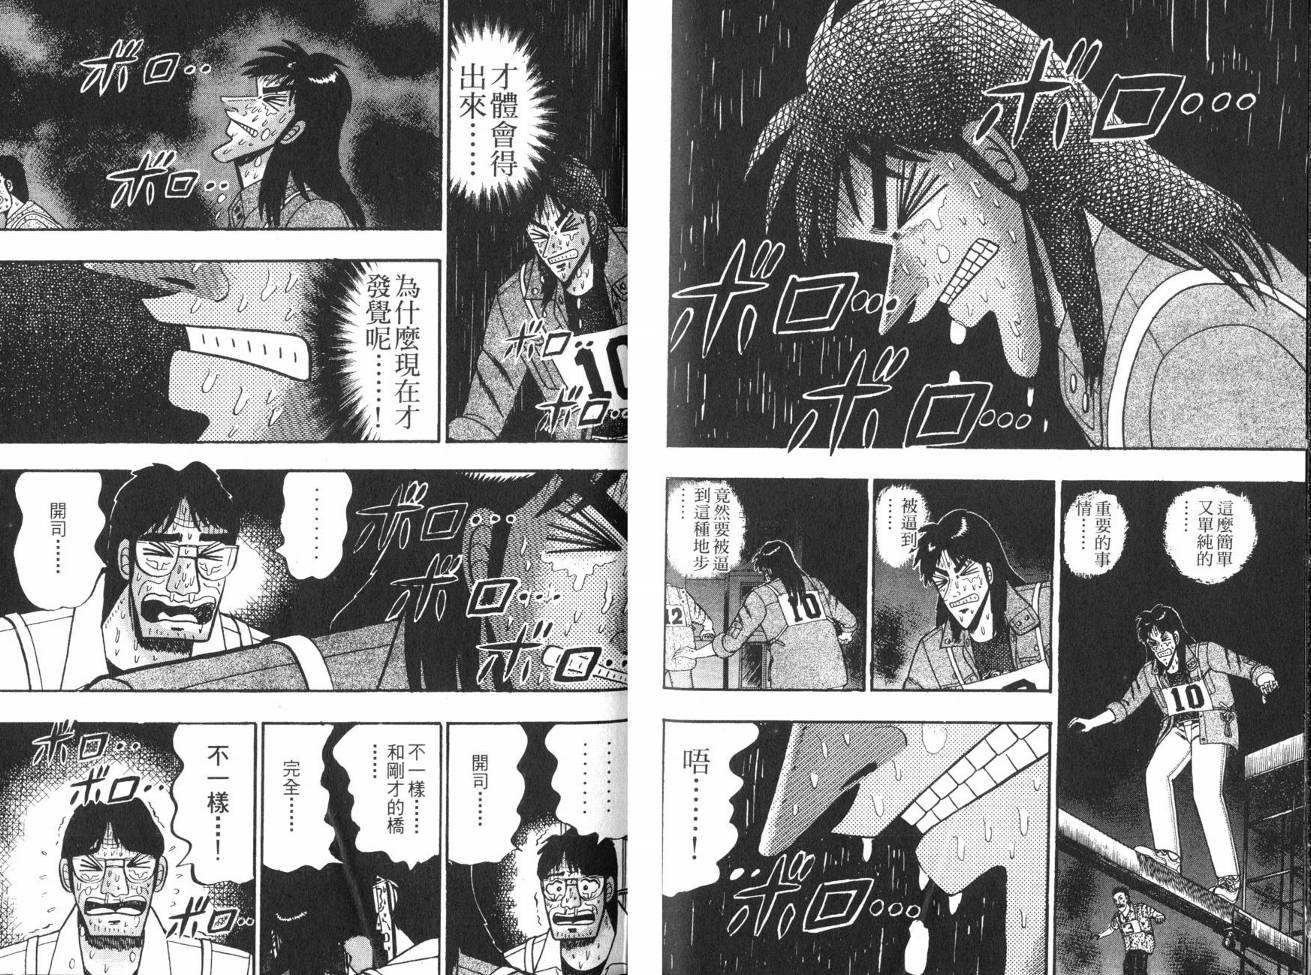 ボロ…
ボロ…
ボロ…
這麼簡單
又單純的
……
重要的事
情……
10
被逼到
……
竟然要被逼
到這種地步
……
10
2
唔……！
ボロ…
才體會得
出來……
10
ボロ…
ボロ…
ボロ…
ボロ…
為什麼現在才
發覺呢……！
ボロ…
ボロ…
ボロ…
……
開司……
……
……
開司……
不一樣……
和剛才的橋
……
完全……
不一樣…！
ボロ…
ボロ…
ボロ…